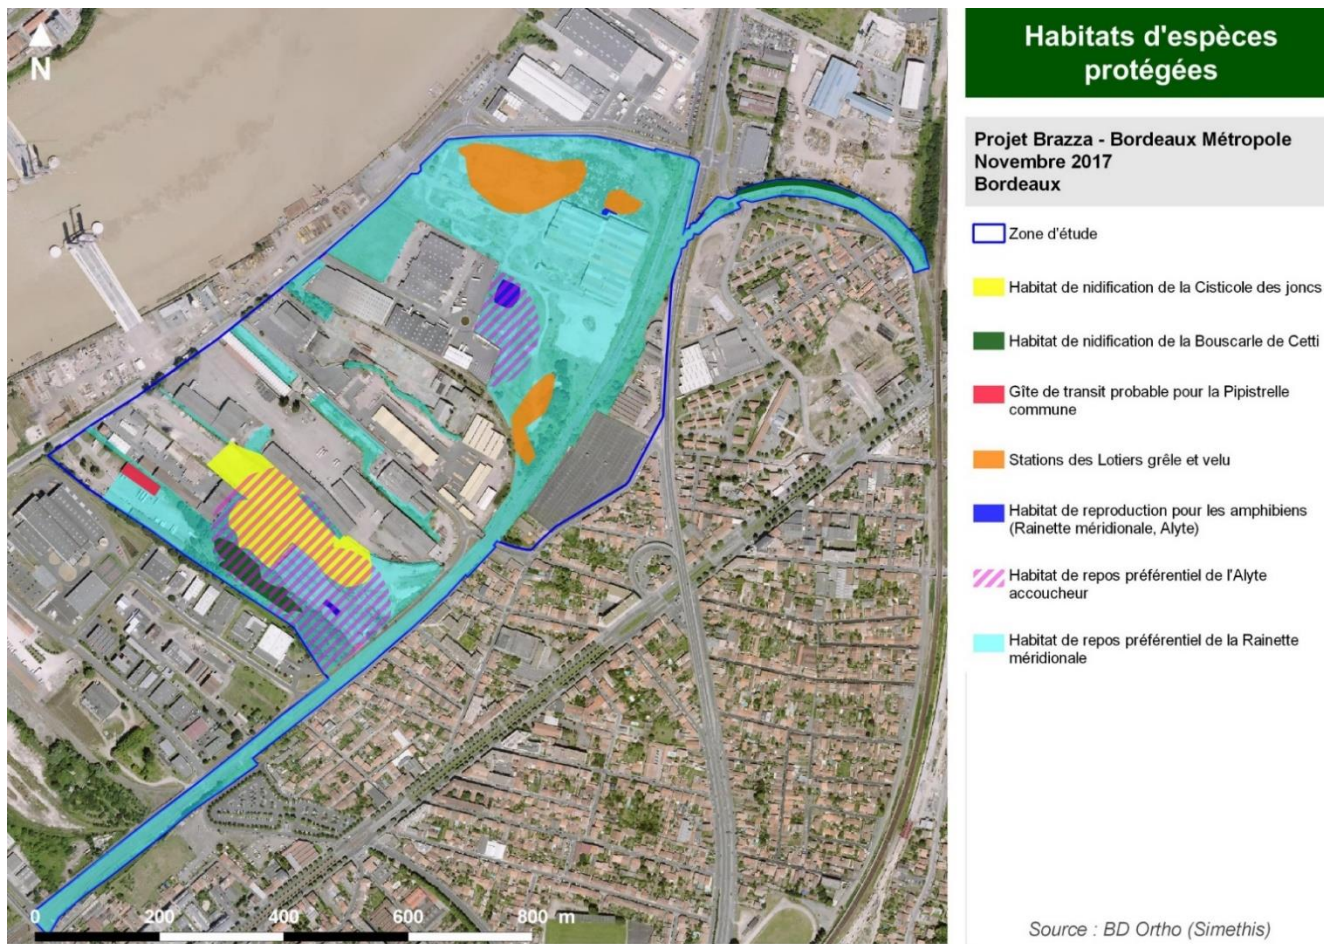 Habitats d'espèces
protégées
Projet Brazza - Bordeaux Métropole
Novembre 2017
Bordeaux
Zone d'étude
Habitat de nidification de la Cisticole des joncs
Habitat de nidification de la Bouscarle de Cetti
Gîte de transit probable pour la Pipistrelle
commune
Stations des Lotiers grêle et velu
Habitat de reproduction pour les amphibiens
(Rainette méridionale, Alyte)
Habitat de repos préférentiel de l'Alyte
accoucheur
Habitat de repos préférentiel de la Rainette
méridionale
Source : BD Ortho (Simethis)
N
0 200 400 600 800 m